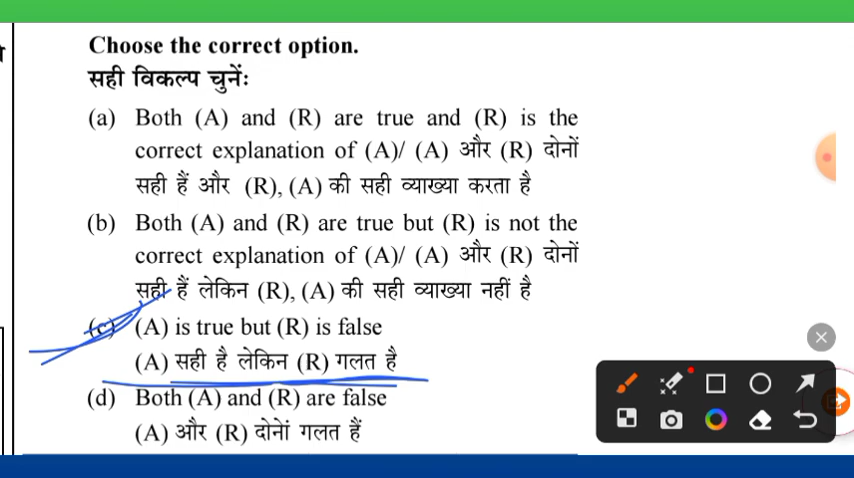 Choose the correct option.
सही विकल्प चुनेंः
(a) Both (A) and (R) are true and (R) is the
correct explanation of (A)/ (A) और (R) दोनों
सही हैं और (R), (A) की सही व्याख्या करता है
(b) Both (A) and (R) are true but (R) is not the
correct explanation of (A)/ (A) और (R) दोनों
सही हैं लेकिन (R), (A) की सही व्याख्या नहीं है
(c) (A) is true but (R) is false
(A) सही है लेकिन (R) गलत है
(d) Both (A) and (R) are false
(A) और (R) दोनों गलत हैं